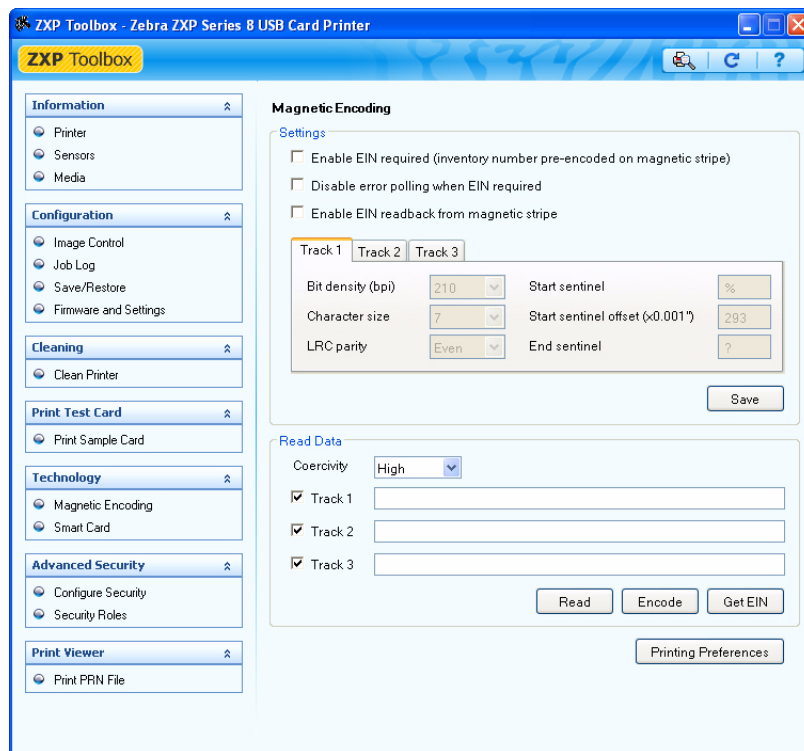 ZXP Toolbox - Zebra ZXP Series 8 USB Card Printer
ZXP Toolbox
?
Information
Printer
Sensors
Media
Configuration
Image Control
Job Log
Save/Restore
Firmware and Settings
Cleaning
Clean Printer
Print Test Card
Print Sample Card
Technology
Magnetic Encoding
Smart Card
Advanced Security
Configure Security
Security Roles
Print Viewer
Print PRN File
Magnetic Encoding
Settings
Enable EIN required (inventory number pre-encoded on magnetic stripe)
Disable error polling when EIN required
Enable EIN readback from magnetic stripe
Track 1 Track 2 Track 3
Bit density (bpi) 210 Start sentinel %
Character size 7 Start sentinel offset (x0.001") 293
LRC parity Even End sentinel ?
Save
Read Data
Coercivity High
Track 1
Track 2
Track 3
Read Encode Get EIN
Printing Preferences